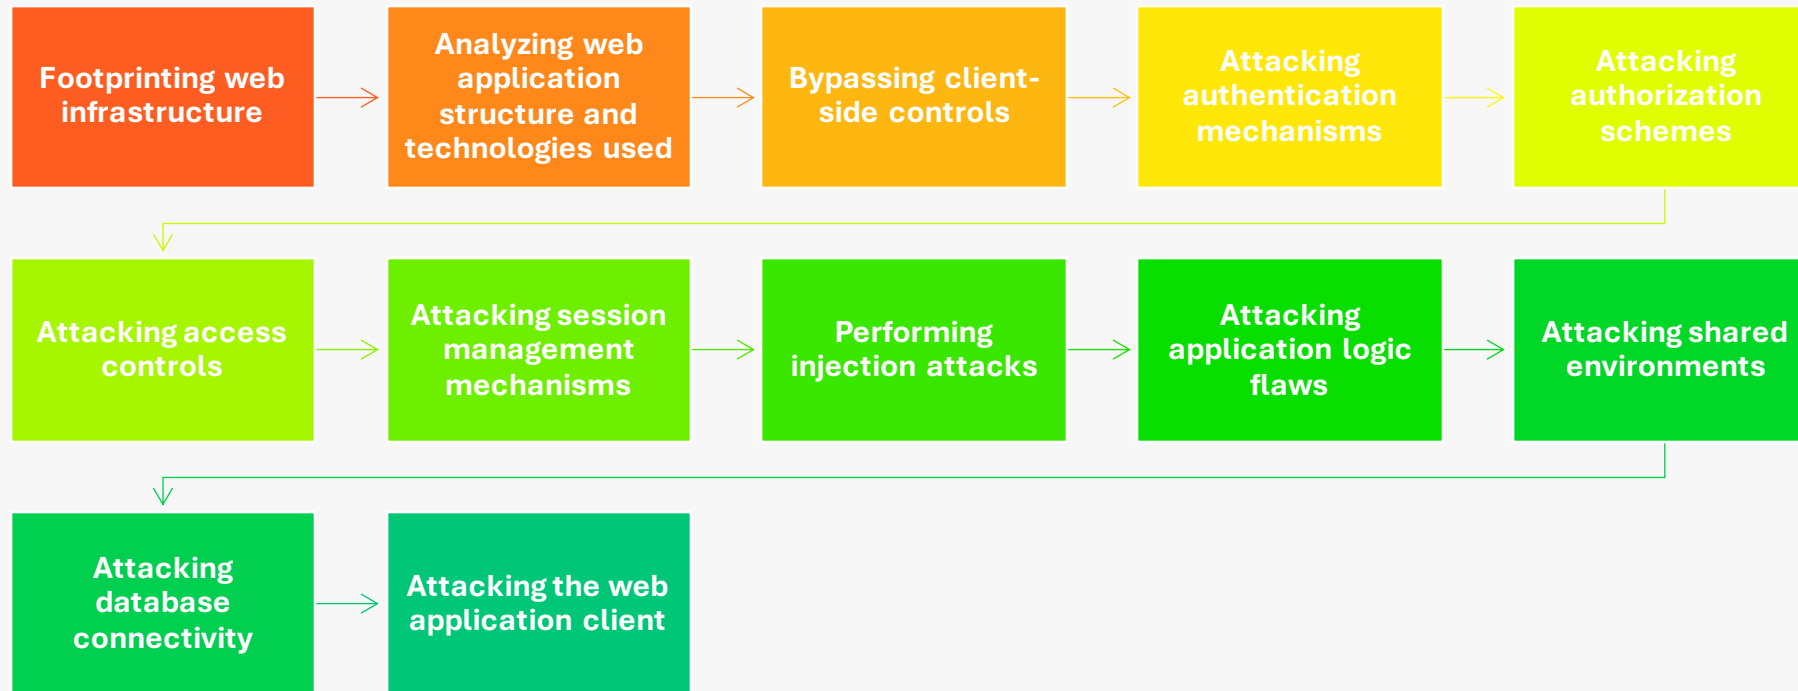 Footprinting web
infrastructure
Analyzing web
application
structure and
technologies used
Bypassing client-
side controls
Attacking
authentication
mechanisms
Attacking
authorization
schemes
Attacking access
controls
Attacking session
management
mechanisms
Performing
injection attacks
Attacking
application logic
flaws
Attacking shared
environments
Attacking
database
connectivity
Attacking the web
application client